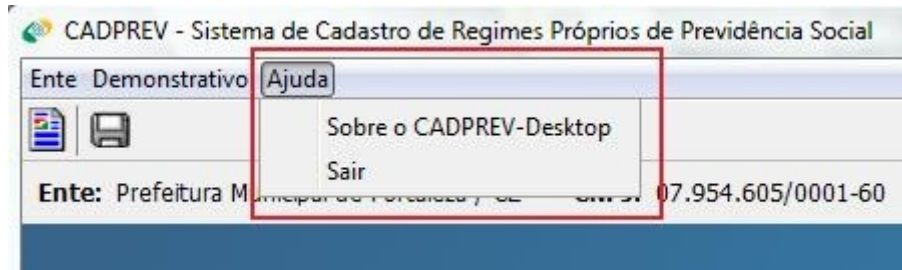 CADPREV - Sistema de Cadastro de Regimes Próprios de Previdência Social
Ente Demonstrativo Ajuda
Sobre o CADPREV-Desktop
Sair
Ente: Prefeitura 07.954.605/0001-60